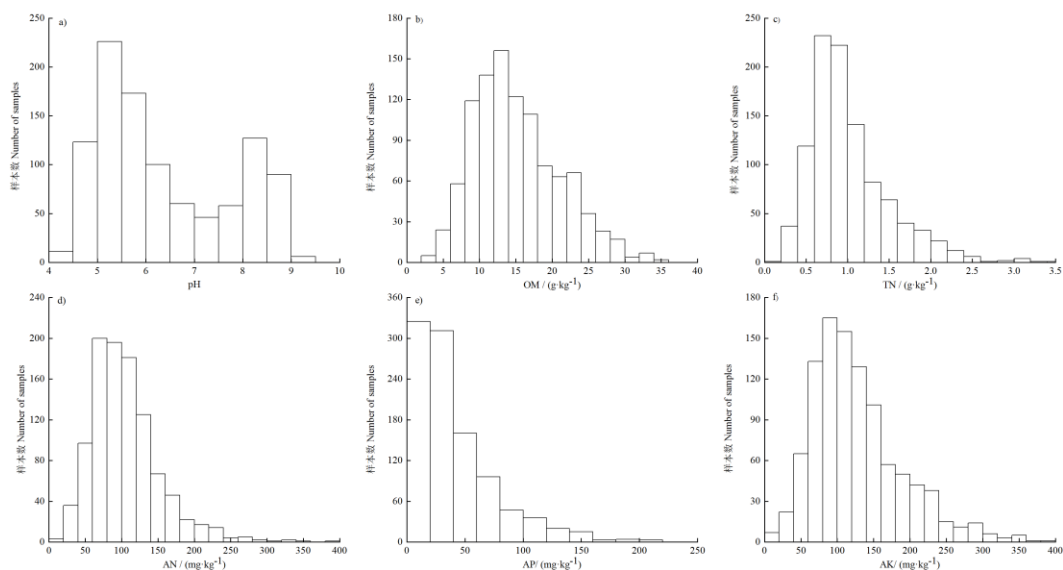 a)
250
200
150
100
50
0
样本数 Number of samples
4 5 6 7 8 9 10
pH
b)
180
150
120
90
60
30
0
样本数 Number of samples
0 5 10 15 20 25 30 35 40
OM / (g·kg⁻¹)
c)
250
200
150
100
50
0
样本数 Number of samples
0.0 0.5 1.0 1.5 2.0 2.5 3.0 3.5
TN / (g·kg⁻¹)
d)
240
200
160
120
80
40
0
样本数 Number of samples
0 50 100 150 200 250 300 350 400
AN / (mg·kg⁻¹)
e)
360
300
240
180
120
60
0
样本数 Number of samples
0 50 100 150 200 250
AP/ (mg·kg⁻¹)
f)
180
150
120
90
60
30
0
样本数 Number of samples
0 50 100 150 200 250 300 350 400
AK/ (mg·kg⁻¹)